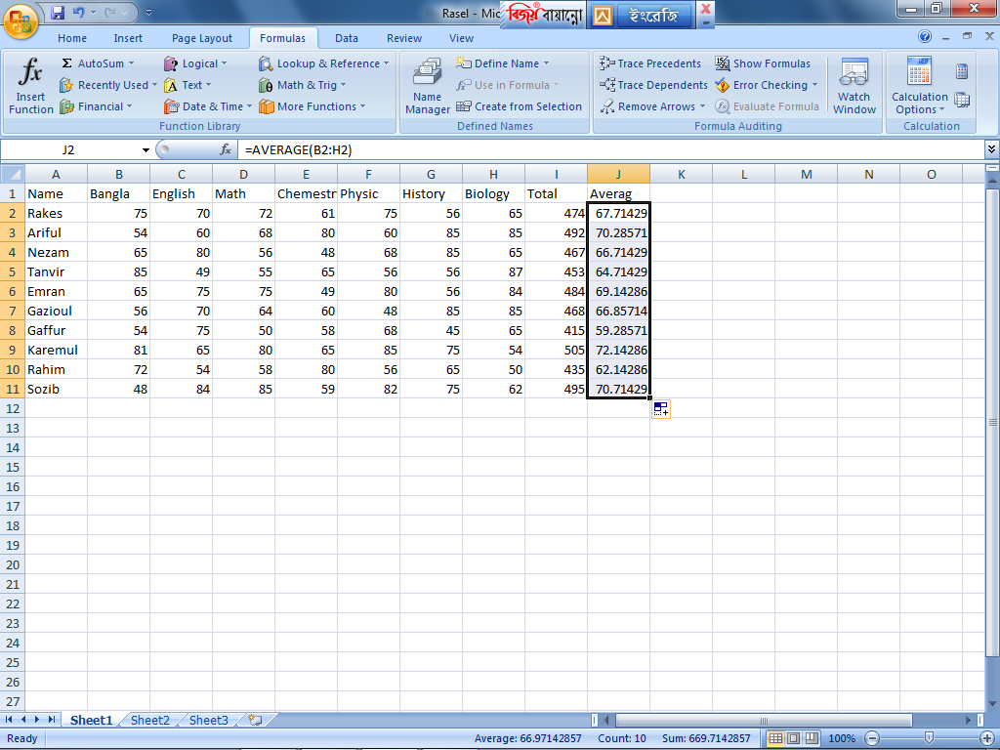 Rasel - Mic
বিজয় বায়ান্নো
ইংরেজি
Home Insert Page Layout Formulas Data Review View
Insert Function
AutoSum Logical Lookup & Reference
Recently Used Text Math & Trig
Financial Date & Time More Functions
Function Library
Name Manager
Define Name
Use in Formula
Create from Selection
Defined Names
Trace Precedents Show Formulas
Trace Dependents Error Checking
Remove Arrows Evaluate Formula
Formula Auditing
Watch Window
Calculation Options
Calculation
J2 fx =AVERAGE(B2:H2)
A B C D E F G H I J K L M N O
1 Name Bangla English Math Chemestr Physic History Biology Total Averag
2 Rakes 75 70 72 61 75 56 65 474 67.71429
3 Ariful 54 60 68 80 60 85 85 492 70.28571
4 Nezam 65 80 56 48 68 85 65 467 66.71429
5 Tanvir 85 49 55 65 56 56 87 453 64.71429
6 Emran 65 75 75 49 80 56 84 484 69.14286
7 Gazioul 56 70 64 60 48 85 85 468 66.85714
8 Gaffur 54 75 50 58 68 45 65 415 59.28571
9 Karemul 81 65 80 65 85 75 54 505 72.14286
10 Rahim 72 54 58 80 56 65 50 435 62.14286
11 Sozib 48 84 85 59 82 75 62 495 70.71429
12
13
14
15
16
17
18
19
20
21
22
23
24
25
26
27
Sheet1 Sheet2 Sheet3
Ready Average: 66.97142857 Count: 10 Sum: 669.7142857 100%